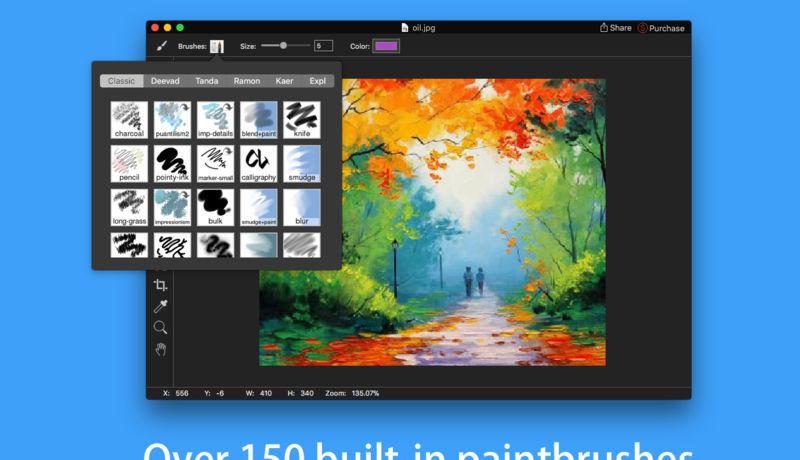 oil.jpg
Share
Purchase
Brushes:
Size:
5
Color:
Classic Deevad Tanda Ramon Kaer Expl
charcoal puantilism2 imp-details blend+paint knife
pencil pointy-ink marker-small calligraphy smudge
long-grass impressionism bulk smudge+paint blur
X: 556 Y: -6 W: 410 H: 340 Zoom: 135.07%
Over 150 built-in paintbrushes